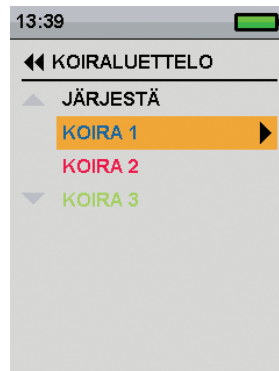 13:39
KOIRALUETTELO
JÄRJESTÄ
KOIRA 1
KOIRA 2
KOIRA 3